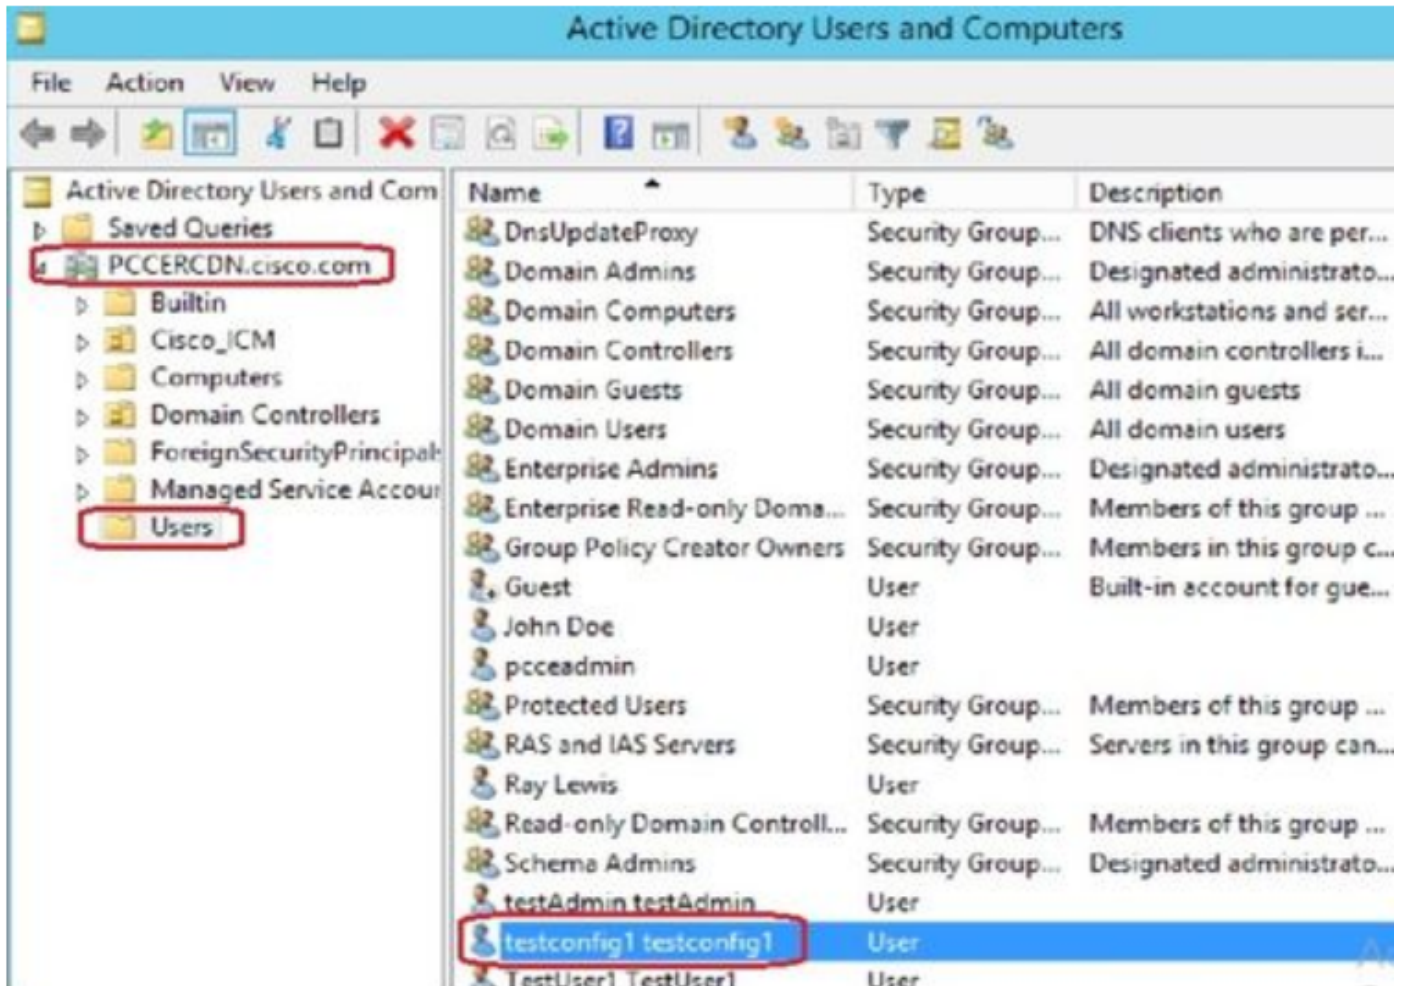 Active Directory Users and Computers
File Action View Help
Active Directory Users and Com
Saved Queries
PCCERCDN.cisco.com
Builtin
Cisco_ICM
Computers
Domain Controllers
ForeignSecurityPrincipals
Managed Service Accour
Users
Name Type Description
DnsUpdateProxy Security Group... DNS clients who are per...
Domain Admins Security Group... Designated administrato...
Domain Computers Security Group... All workstations and ser...
Domain Controllers Security Group... All domain controllers i...
Domain Guests Security Group... All domain guests
Domain Users Security Group... All domain users
Enterprise Admins Security Group... Designated administrato...
Enterprise Read-only Doma... Security Group... Members of this group ...
Group Policy Creator Owners Security Group... Members in this group c...
Guest User Built-in account for gue...
John Doe User
pcceadmin User
Protected Users Security Group... Members of this group ...
RAS and IAS Servers Security Group... Servers in this group can...
Ray Lewis User
Read-only Domain Controll... Security Group... Members of this group ...
Schema Admins Security Group... Designated administrato...
testAdmin testAdmin User
testconfig1 testconfig1 User
TestUser1 TestUser1 User